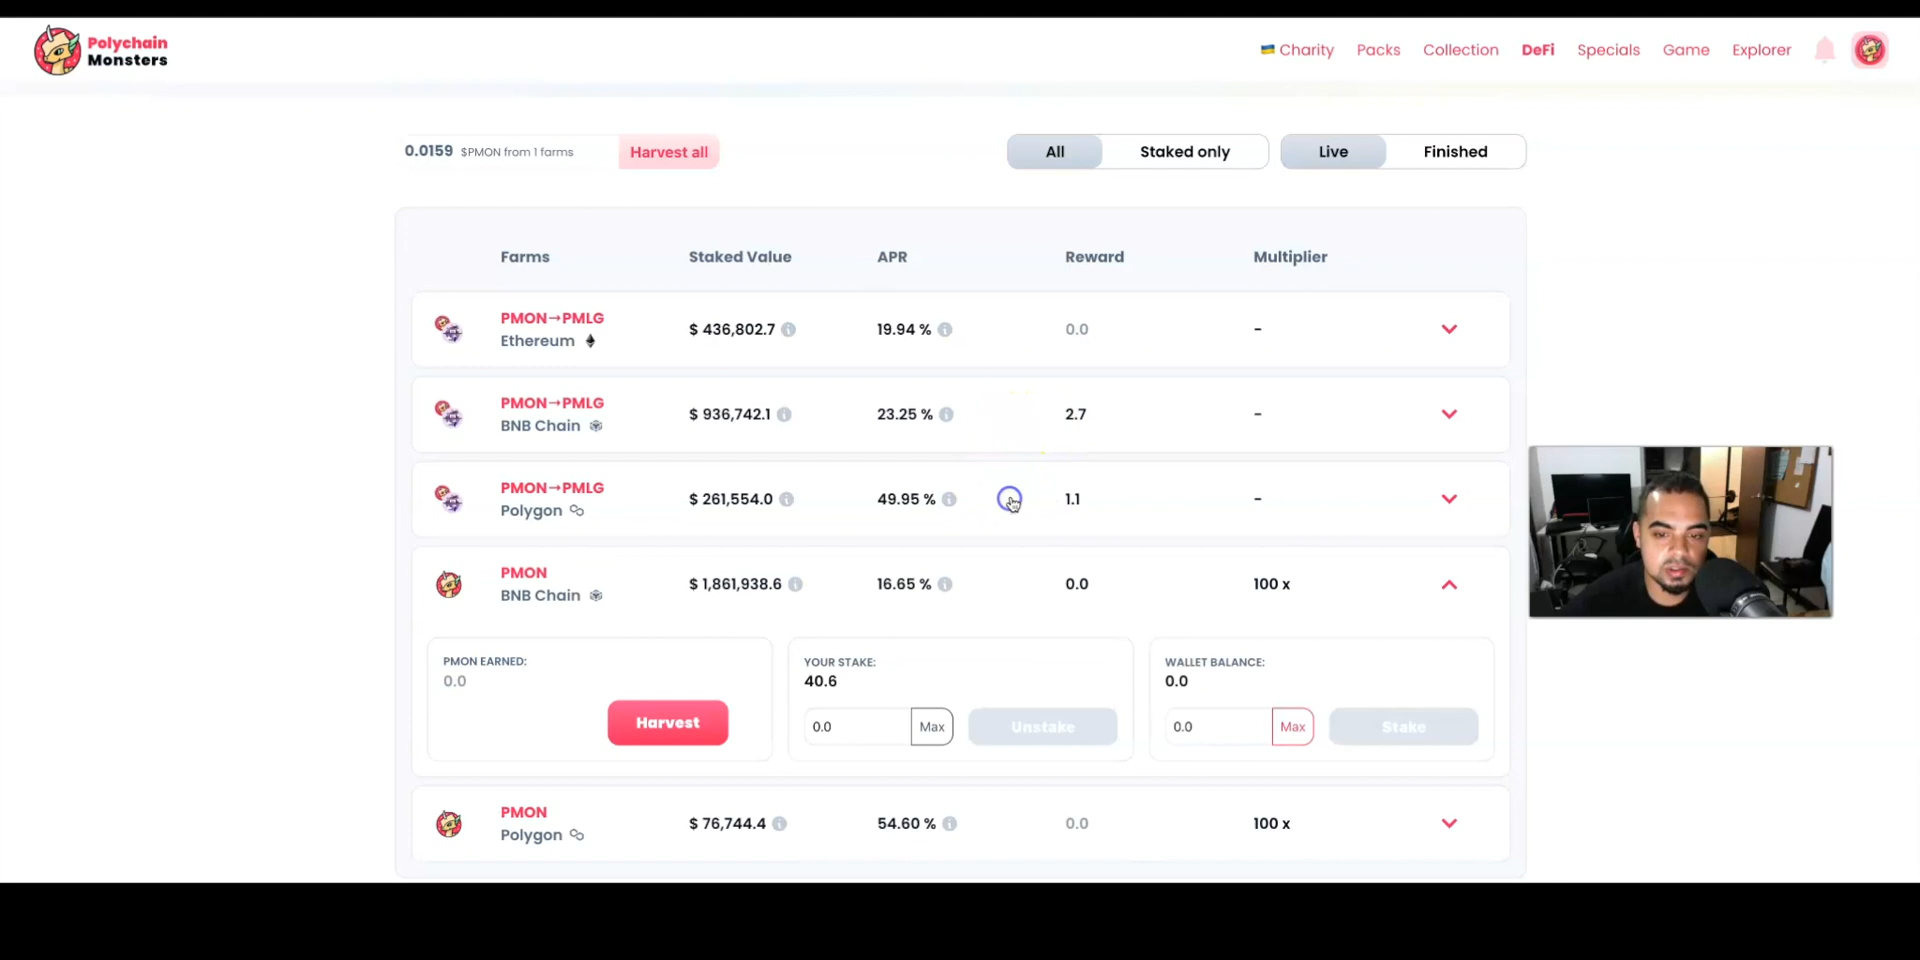 Polychain
Monsters
Charity Packs Collection DeFi Specials Game Explorer
0.0159 $PMON from 1 farms Harvest all All Staked only Live Finished
Farms Staked Value APR Reward Multiplier
PMON→PMLG
Ethereum
$ 436,802.7 19.94 % 0.0 -
PMON→PMLG
BNB Chain
$ 936,742.1 23.25 % 2.7 -
PMON→PMLG
Polygon
$ 261,554.0 49.95 % 1.1 -
PMON
BNB Chain
$ 1,861,938.6 16.65 % 0.0 100 x
PMON EARNED:
0.0
Harvest
YOUR STAKE:
40.6
0.0 Max Unstake
WALLET BALANCE:
0.0
0.0 Max Stake
PMON
Polygon
$ 76,744.4 54.60 % 0.0 100 x